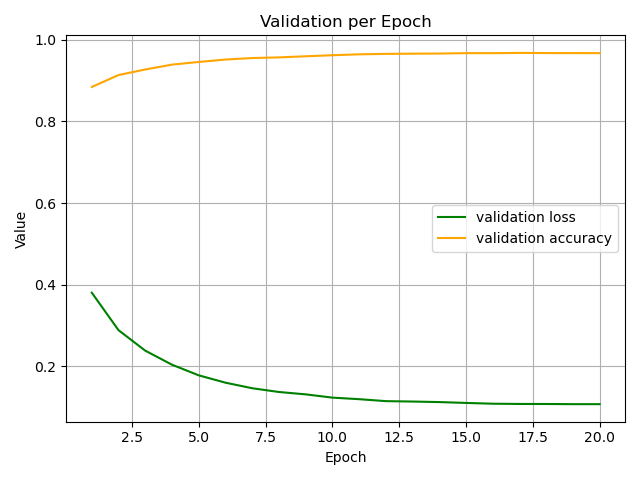 Validation per Epoch
1.0
0.8
0.6
0.4
0.2
Value
validation loss
validation accuracy
2.5 5.0 7.5 10.0 12.5 15.0 17.5 20.0
Epoch